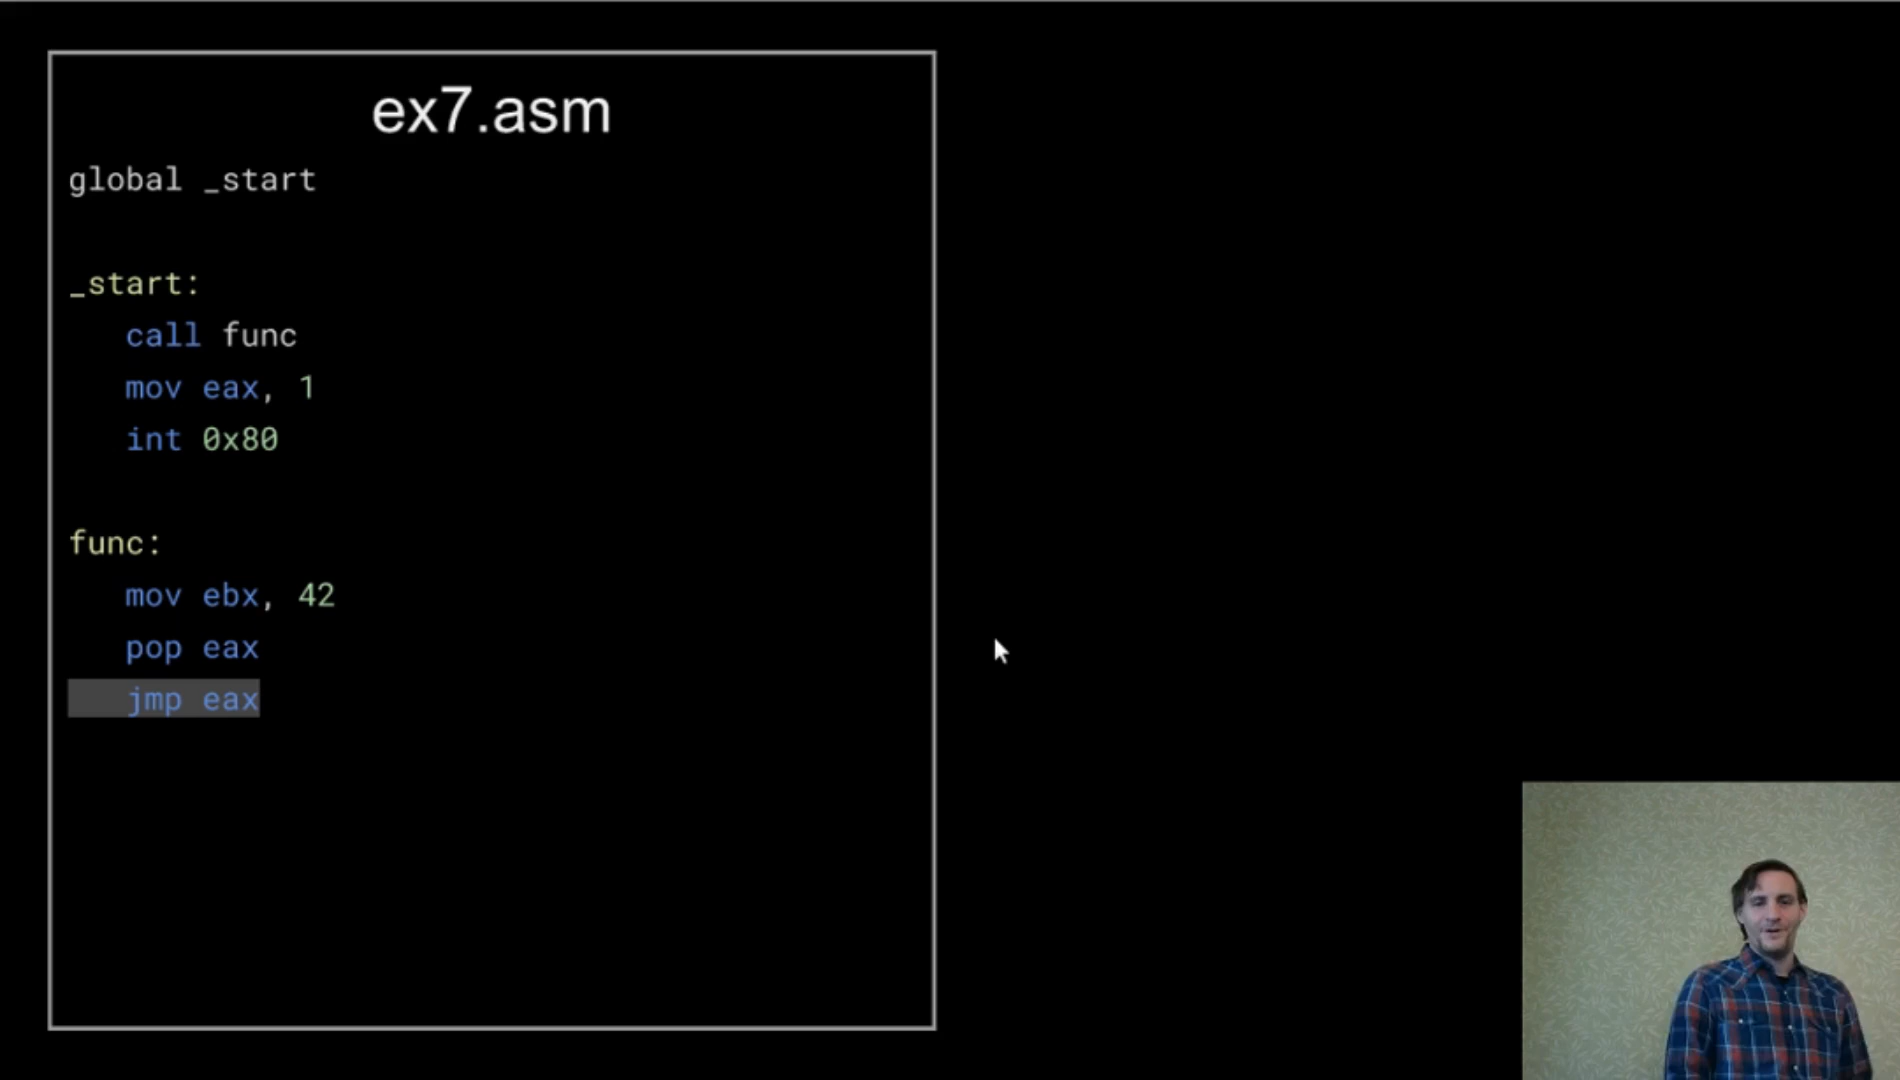 ex7.asm
global _start
_start:
call func
mov eax, 1
int 0x80
func:
mov ebx, 42
pop eax
jmp eax